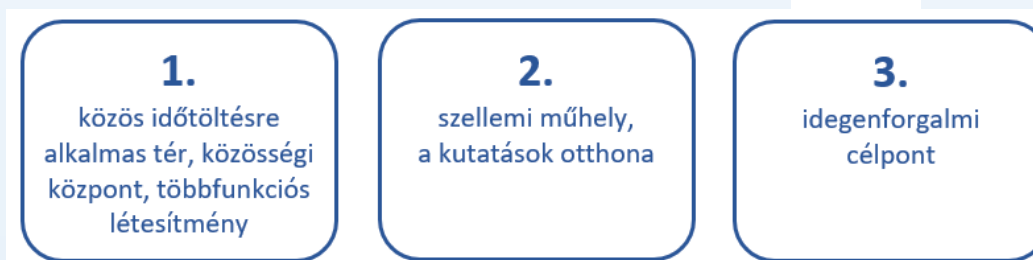 1.
közös időtöltésre
alkalmas tér, közösségi
központ, többfunkciós
létesítmény
2.
szellemi műhely,
a kutatások otthona
3.
idegenforgalmi
célpont